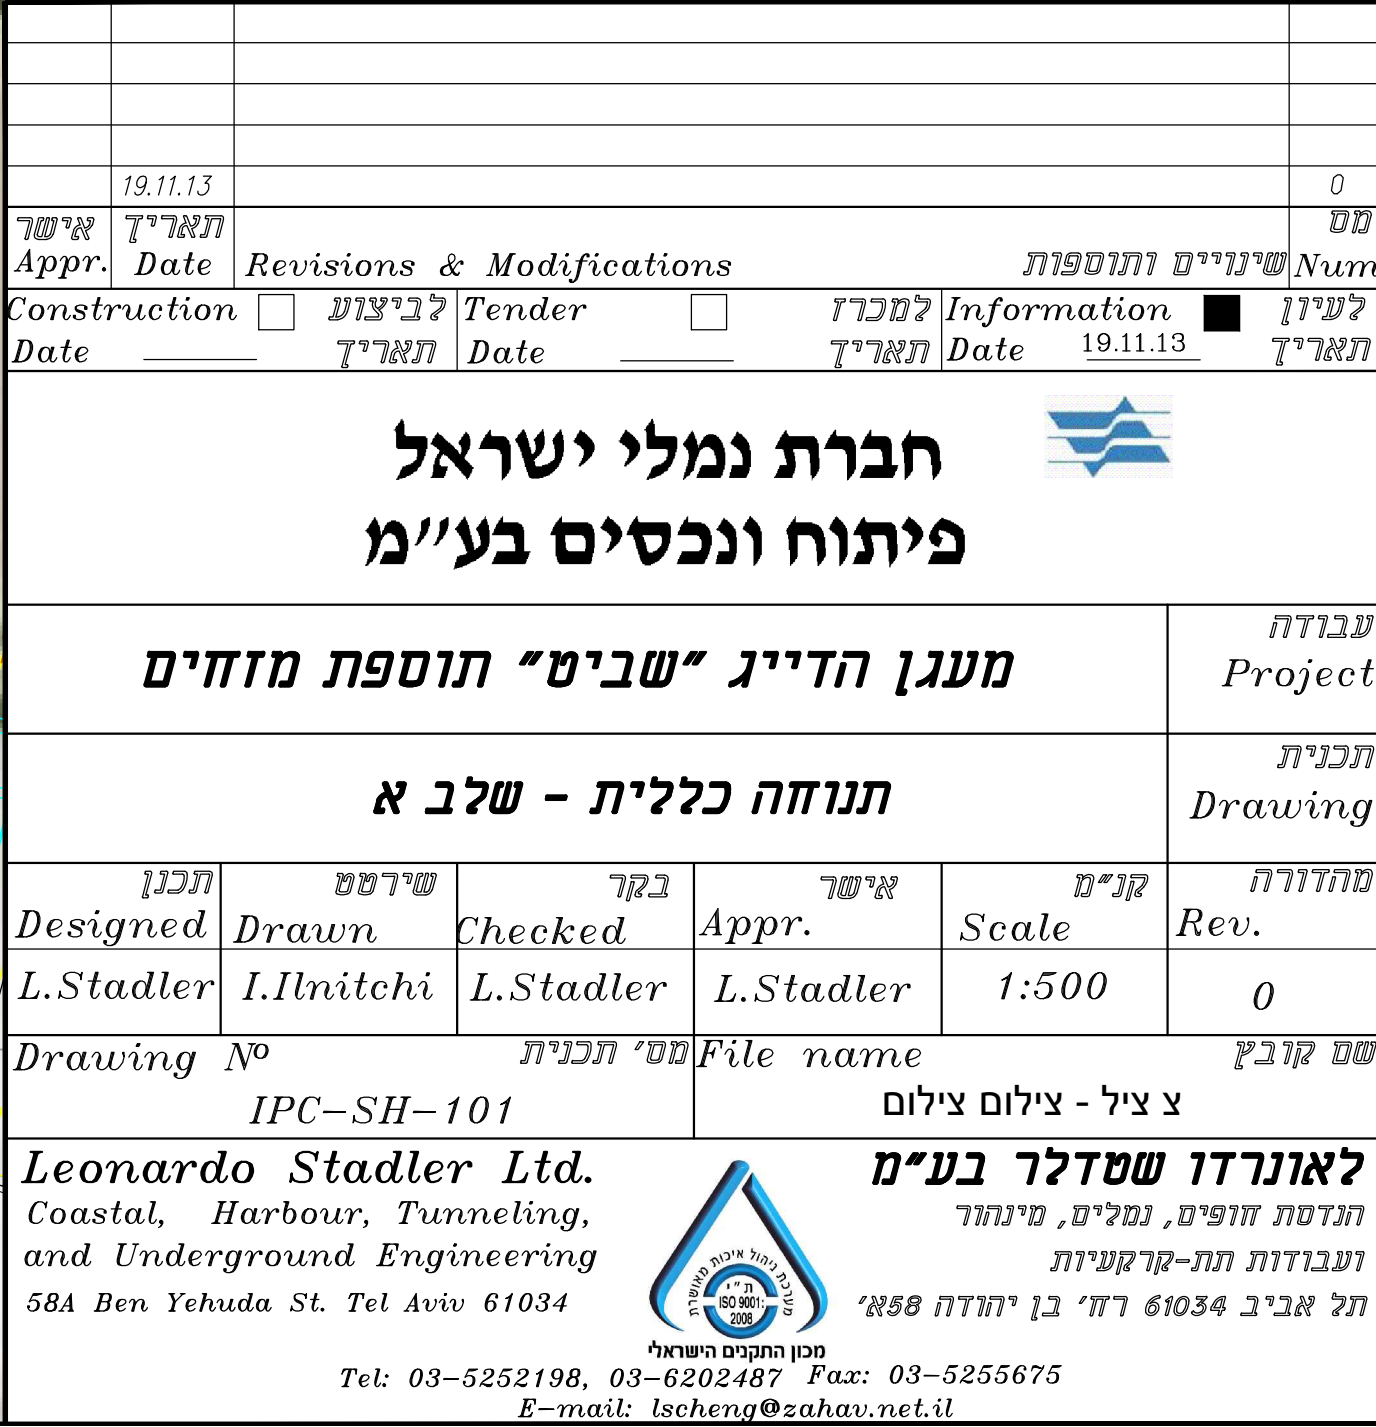 19.11.13 0
אישר תאריך מס
Appr. Date Revisions & Modifications שינויים ותוספות Num
Construction לביצוע Tender למכרז Information לעיון
Date תאריך Date תאריך Date 19.11.13 תאריך
חברת נמלי ישראל
פיתוח ונכסים בע"מ
עבודה
מעגן הדייג "שביט" תוספת מזחים
Project
תכנית
תנוחה כללית - שלב א
Drawing
תכנן שירטט בקר אישר קנ"מ מהדורה
Designed Drawn Checked Appr. Scale Rev.
L.Stadler I.Ilnitchi L.Stadler L.Stadler 1:500 0
Drawing Nº מס' תכנית File name שם קובץ
IPC-SH-101 צ ציל - צילום צילום
Leonardo Stadler Ltd.
Coastal, Harbour, Tunneling,
and Underground Engineering
58A Ben Yehuda St. Tel Aviv 61034
מערכת ניהול איכות מאושרת
ת"י
ISO 9001:
2008
מכון התקנים הישראלי
לאונרדו שטדלר בע"מ
הנדסת חופים, נמלים, מינהור
ועבודות תת-קרקעיות
תל אביב 61034 רח' בן יהודה 58א'
Tel: 03-5252198, 03-6202487 Fax: 03-5255675
E-mail: lscheng@zahav.net.il